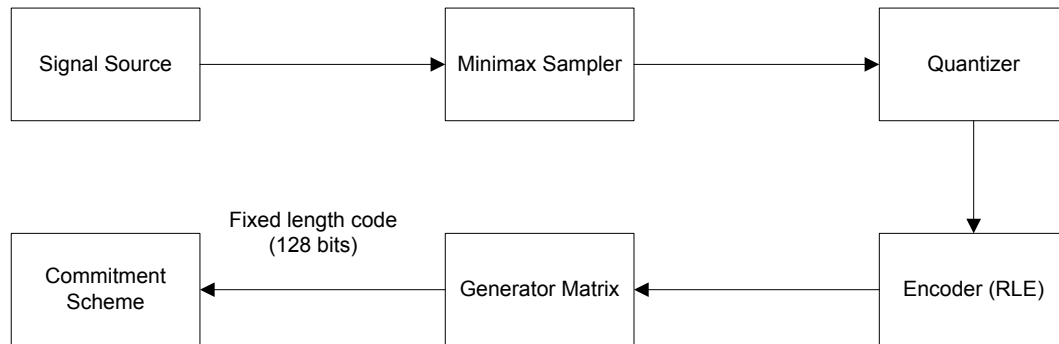 Signal Source
Minimax Sampler
Quantizer
Fixed length code
(128 bits)
Commitment
Scheme
Generator Matrix
Encoder (RLE)